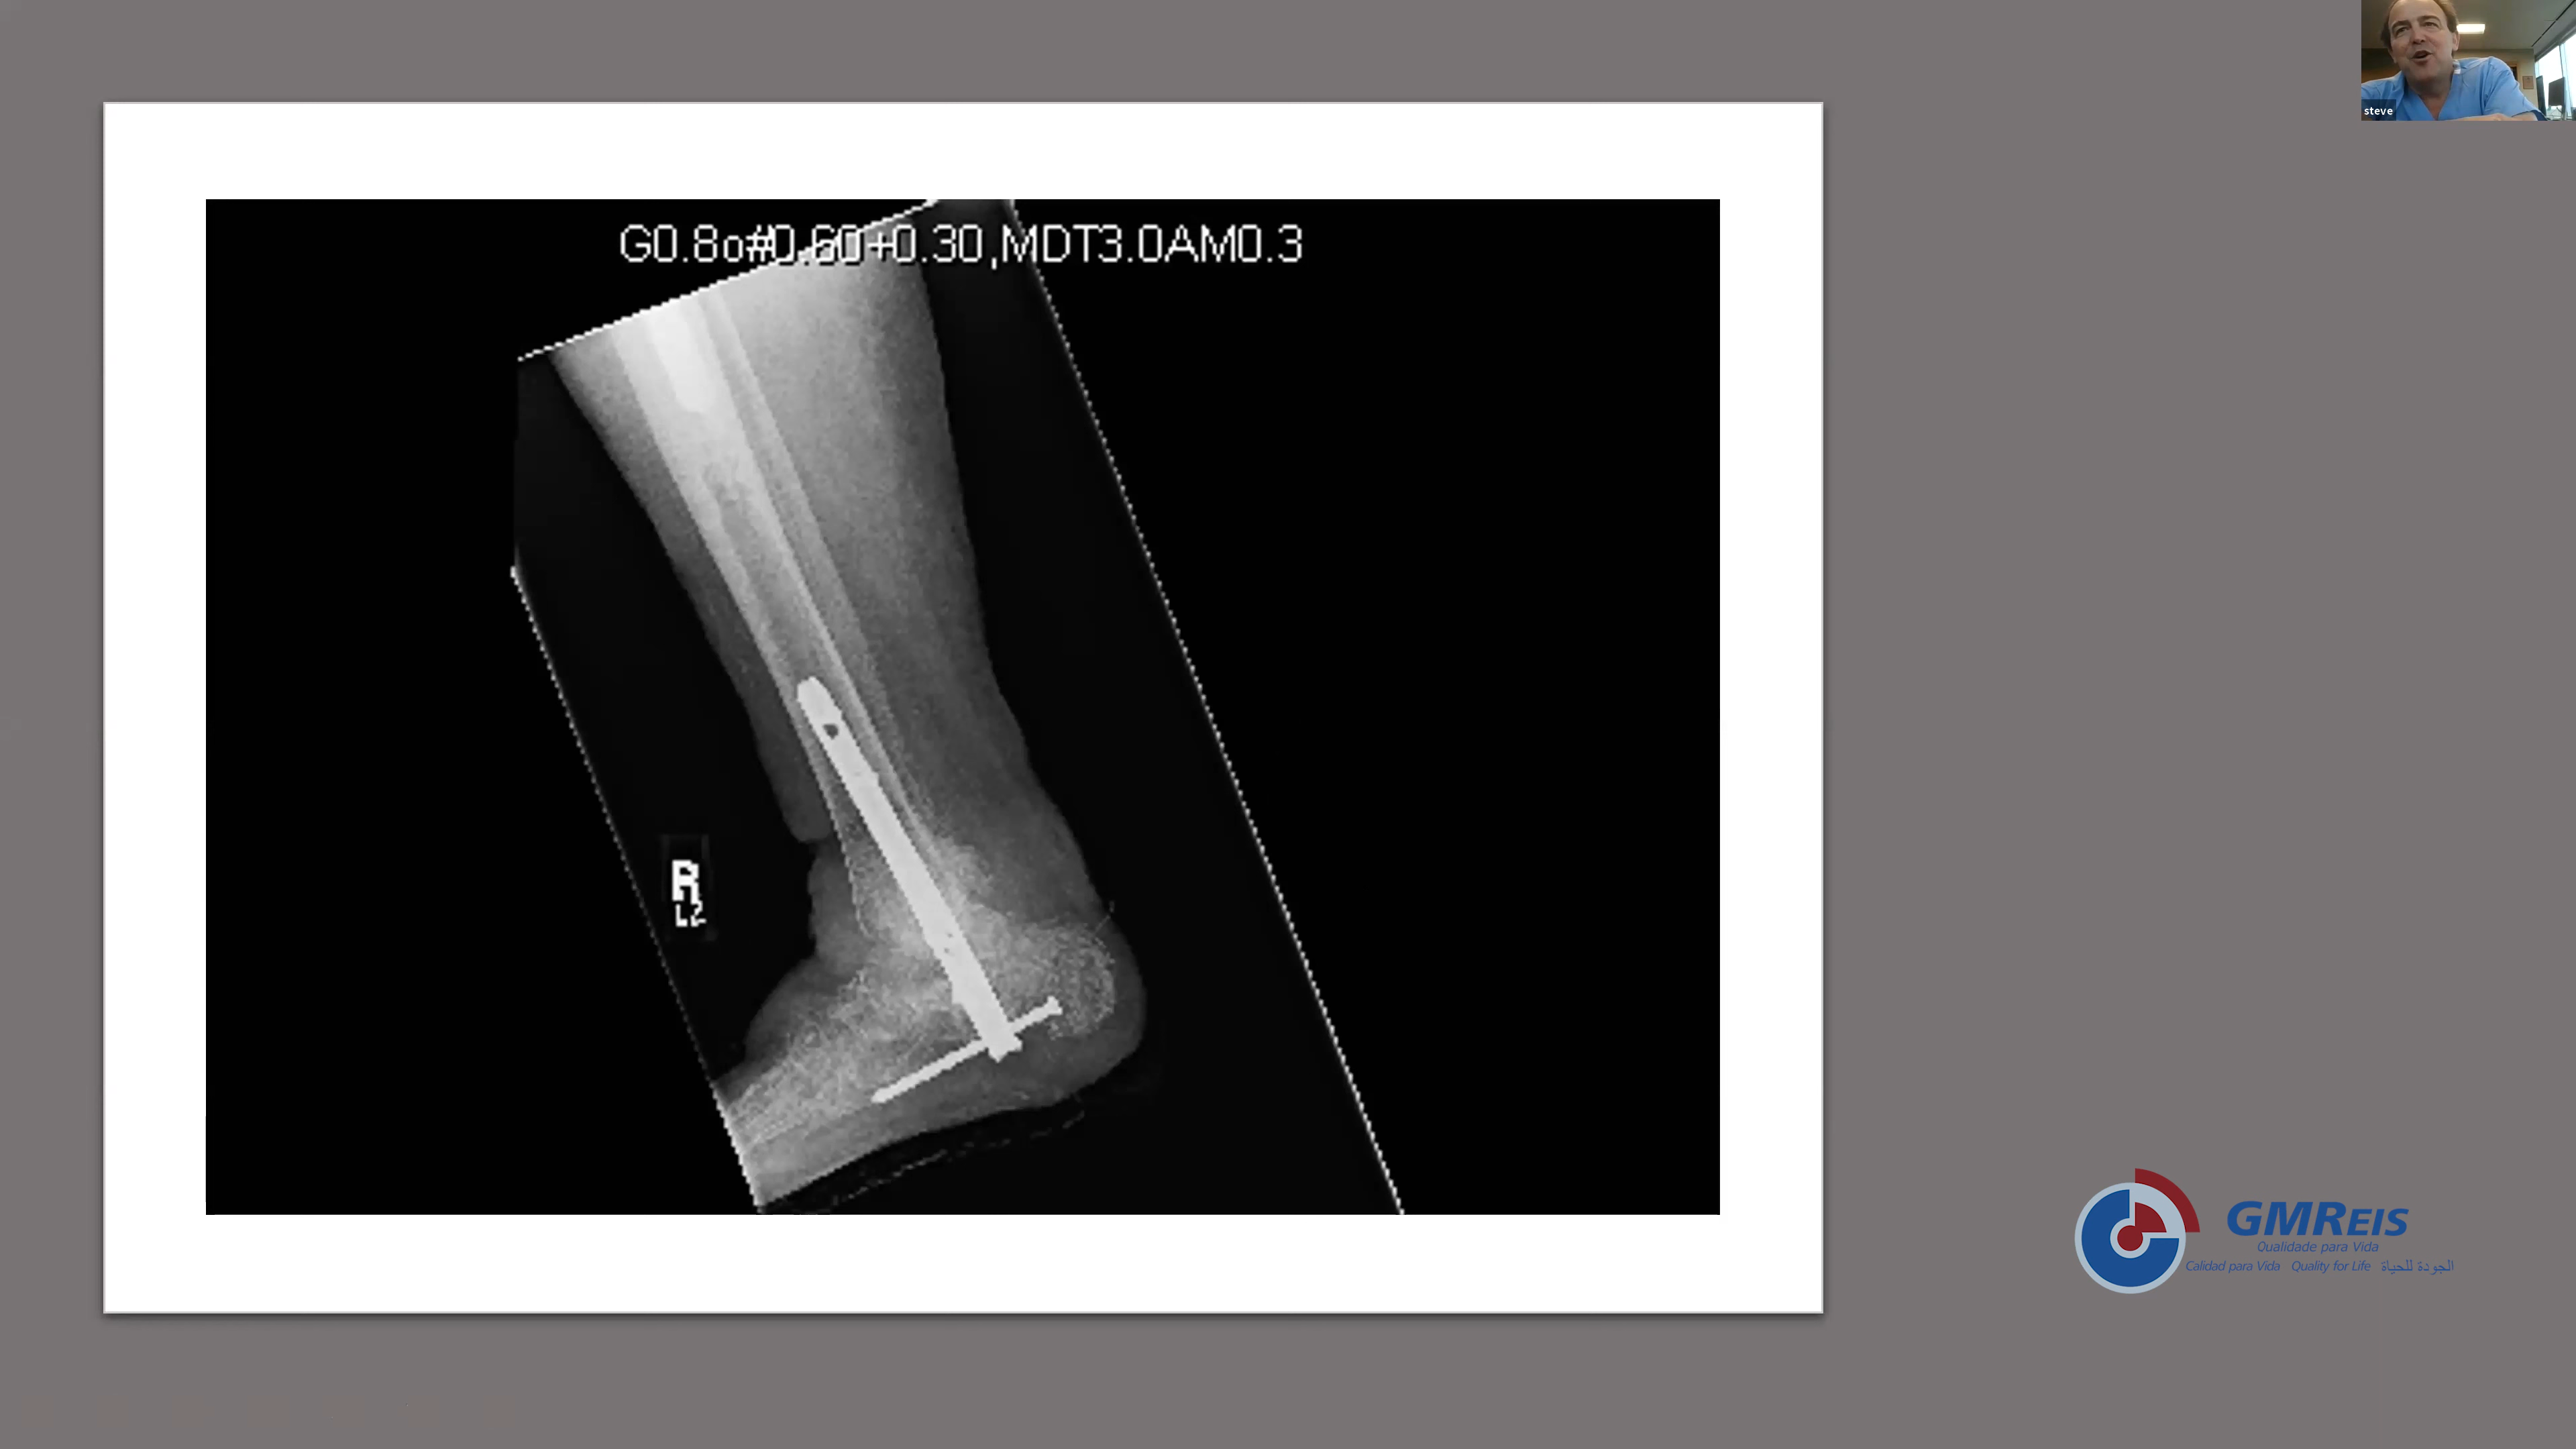 steve
G0.8o#0.60+0.30,MDT3.0AM0.3
R
GMREIS
Qualidade para Vida
Calidad para Vida Quality for Life الجودة للحياة